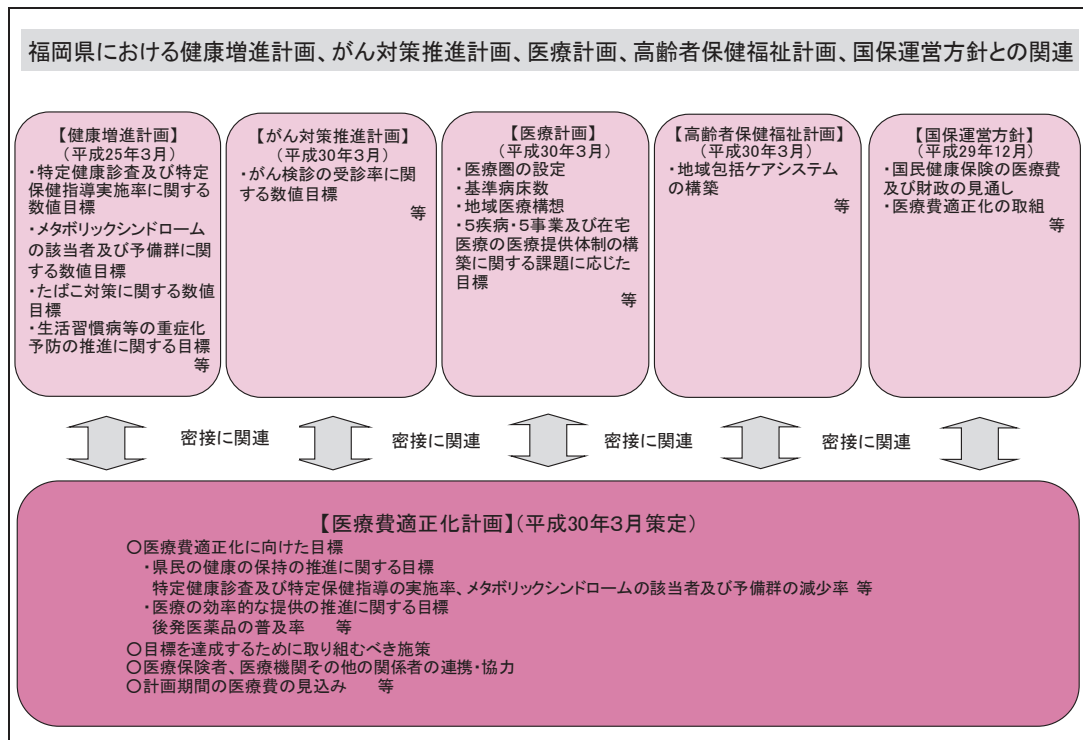 福岡県における健康増進計画、がん対策推進計画、医療計画、高齢者保健福祉計画、国保運営方針との関連
【健康増進計画】
(平成25年3月)
・特定健康診査及び特定
保健指導実施率に関する
数値目標
・メタボリックシンドローム
の該当者及び予備群に関
する数値目標
・たばこ対策に関する数値
目標
・生活習慣病等の重症化
予防の推進に関する目標
等
【がん対策推進計画】
(平成30年3月)
・がん検診の受診率に関
する数値目標
等
【医療計画】
(平成30年3月)
・医療圏の設定
・基準病床数
・地域医療構想
・5疾病・5事業及び在宅
医療の医療提供体制の構
築に関する課題に応じた
目標
等
【高齢者保健福祉計画】
(平成30年3月)
・地域包括ケアシステム
の構築
等
【国保運営方針】
(平成29年12月)
・国民健康保険の医療費
及び財政の見通し
・医療費適正化の取組
等
密接に関連
密接に関連
密接に関連
密接に関連
【医療費適正化計画】(平成30年3月策定)
○医療費適正化に向けた目標
・県民の健康の保持の推進に関する目標
特定健康診査及び特定保健指導の実施率、メタボリックシンドロームの該当者及び予備群の減少率 等
・医療の効率的な提供の推進に関する目標
後発医薬品の普及率　等
○目標を達成するために取り組むべき施策
○医療保険者、医療機関その他の関係者の連携・協力
○計画期間の医療費の見込み　等